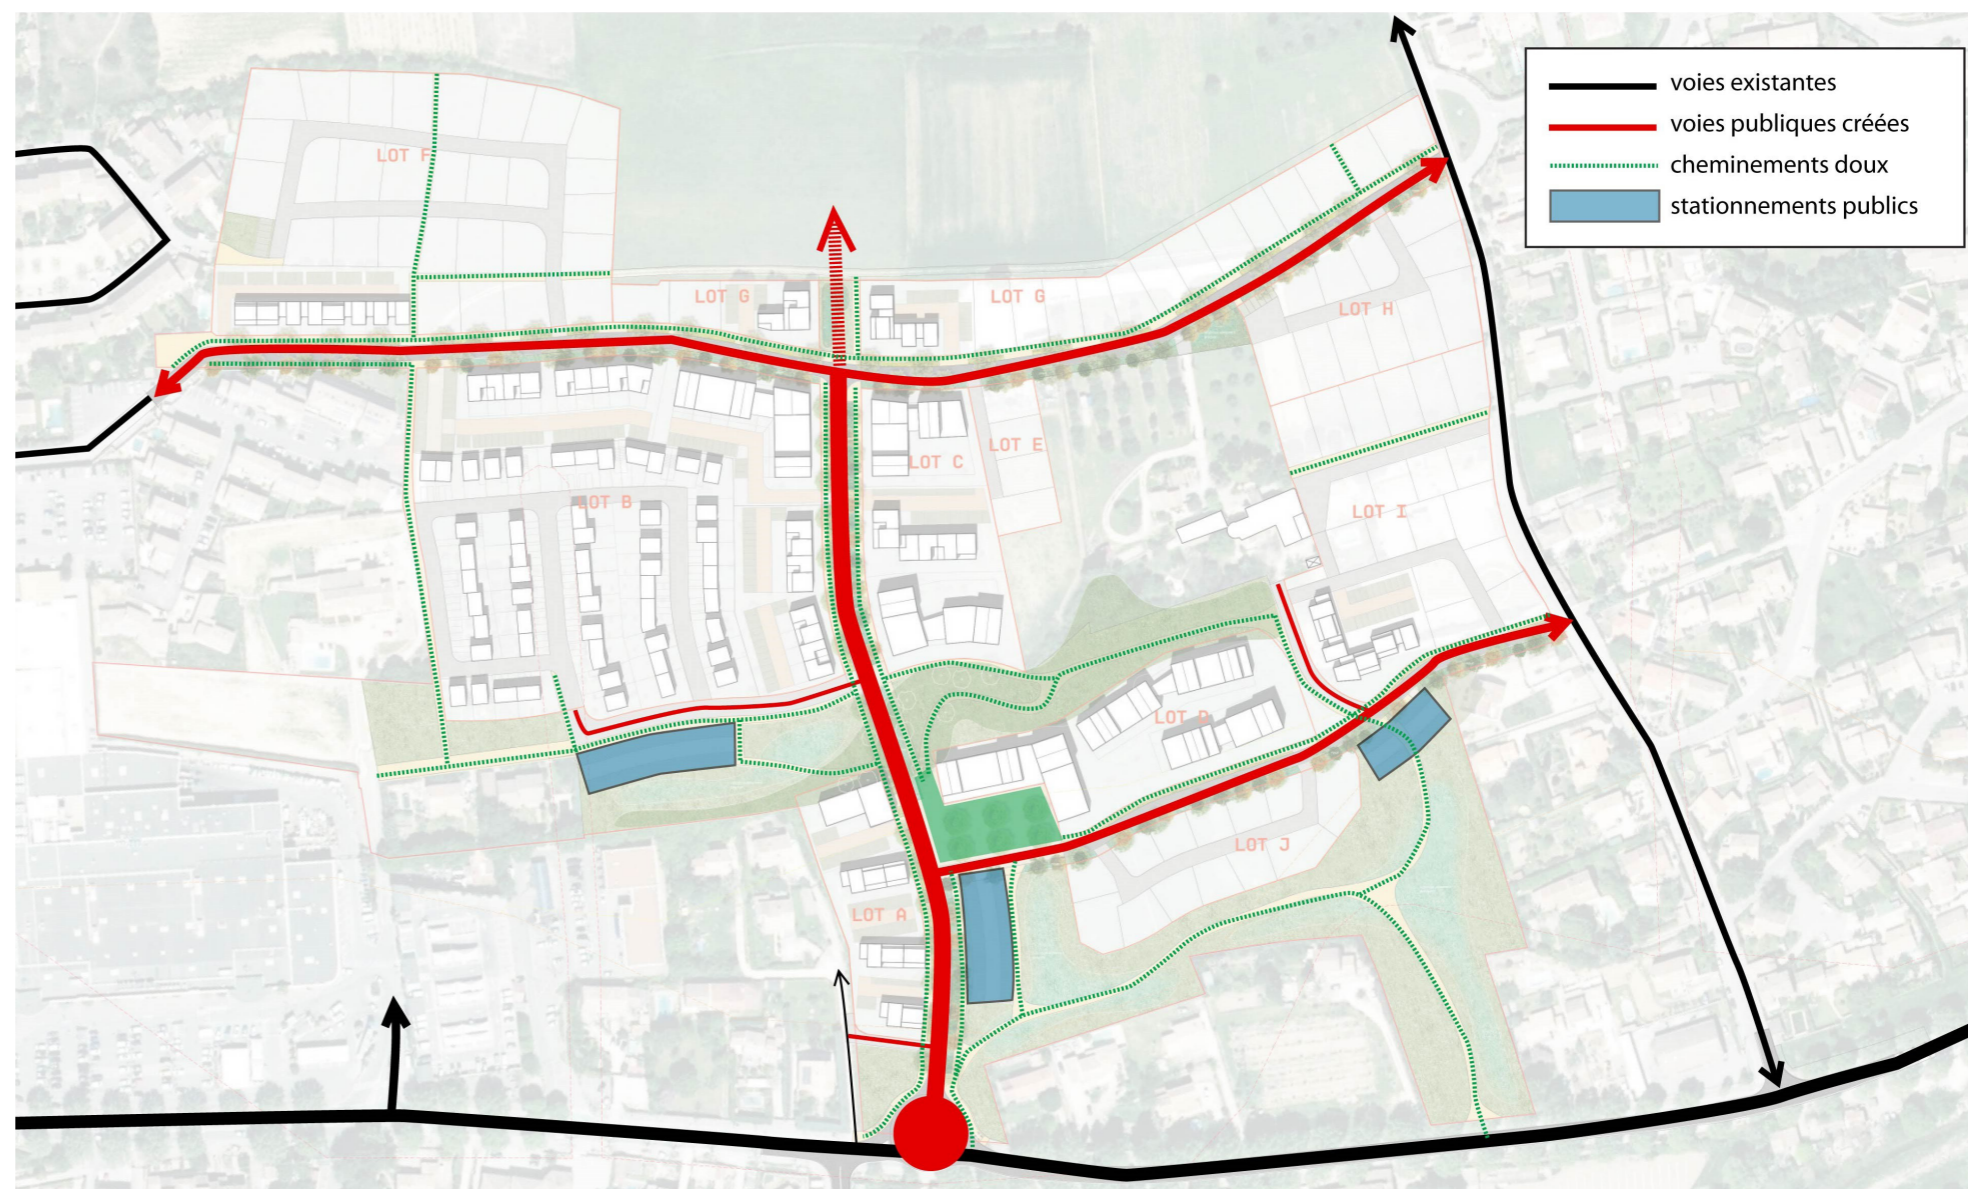 voies existantes
voies publiques créées
cheminements doux
stationnements publics
LOT F
LOT G
LOT G
LOT H
LOT E
LOT C
LOT B
LOT I
LOT D
LOT J
LOT A